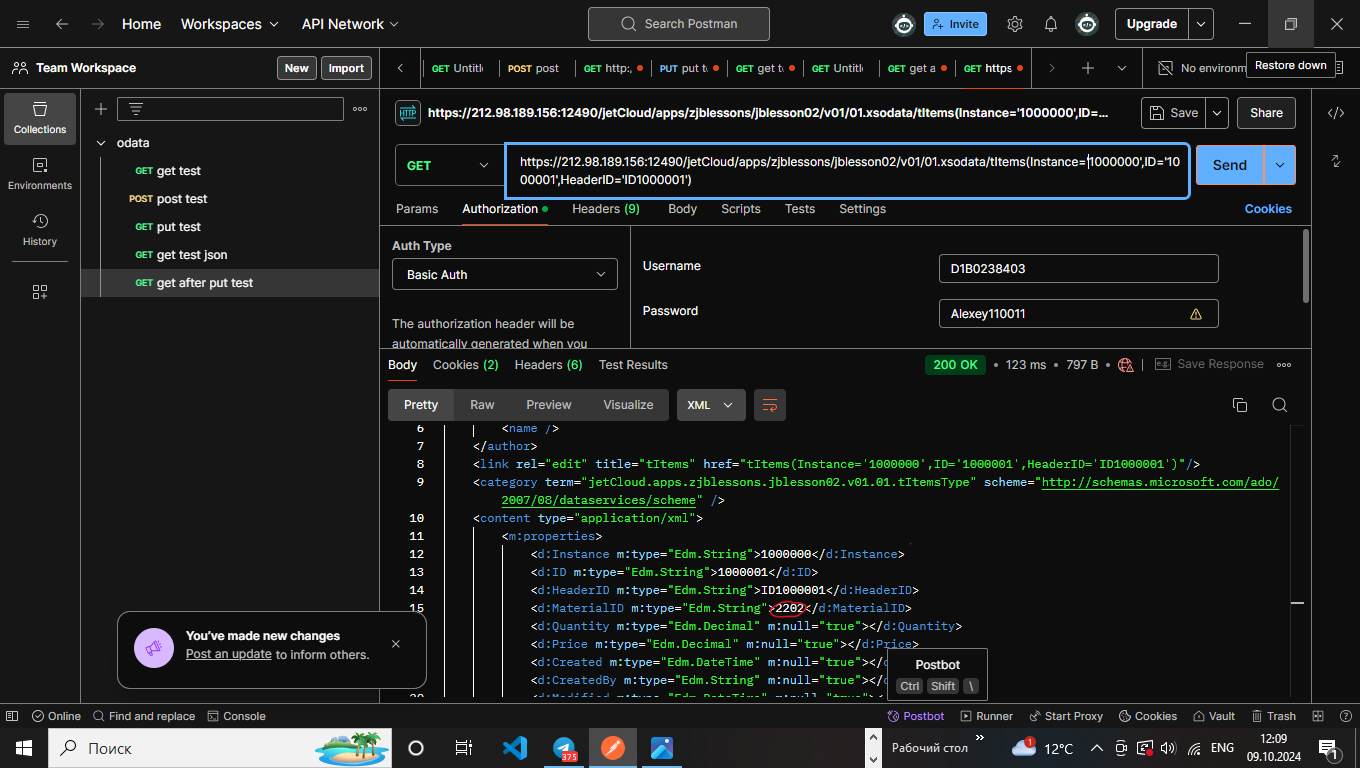 Home
Workspaces
API Network
Search Postman
Invite
Upgrade
Team Workspace
New
Import
GET Untitl
POST post
GET http:,
PUT put t
GET get t
GET Untitl
GET get a
GET https
No environm
Restore down
Collections
Environments
History
odata
GET get test
POST post test
PUT put test
GET get test json
GET get after put test
HTTP
https://212.98.189.156:12490/jetCloud/apps/zjblessons/jblesson02/v01/01.xsodata/tItems(Instance='1000000',ID=...
Save
Share
GET
https://212.98.189.156:12490/jetCloud/apps/zjblessons/jblesson02/v01/01.xsodata/tItems(Instance='1000000',ID='10
00001',HeaderID='ID1000001')
Send
Params
Authorization
Headers (9)
Body
Scripts
Tests
Settings
Cookies
Auth Type
Basic Auth
The authorization header will be
automatically generated when you
Username
D1B0238403
Password
Alexey110011
Body
Cookies (2)
Headers (6)
Test Results
200 OK
123 ms
797 B
e.g.
Save Response
Pretty
Raw
Preview
Visualize
XML
6 <name />
7 </author>
8 <link rel="edit" title="tItems" href="tItems(Instance='1000000',ID='1000001',HeaderID='ID1000001')"/>
9 <category term="jetCloud.apps.zjblessons.jblesson02.v01.01.tItemsType" scheme="http://schemas.microsoft.com/ado/
2007/08/dataservices/scheme" />
10 <content type="application/xml">
11 <m:properties>
12 <d:Instance m:type="Edm.String">1000000</d:Instance>
13 <d:ID m:type="Edm.String">1000001</d:ID>
14 <d:HeaderID m:type="Edm.String">ID1000001</d:HeaderID>
15 <d:MaterialID m:type="Edm.String">2202</d:MaterialID>
<d:Quantity m:type="Edm.Decimal" m:null="true"></d:Quantity>
<d:Price m:type="Edm.Decimal" m:null="true"></d:Price>
<d:Created m:type="Edm.DateTime" m:null="true"></
<d:CreatedBy m:type="Edm.String" m:null="true"></
<d:Modified m:type="Edm.DateTime" m:null="true"><
You've made new changes
Post an update to inform others.
Postbot
Ctrl Shift \
Online
Find and replace
Console
Postbot
Runner
Start Proxy
Cookies
Vault
Trash
Поиск
375
Рабочий стол
1
12°C
ENG
12:09
09.10.2024
1